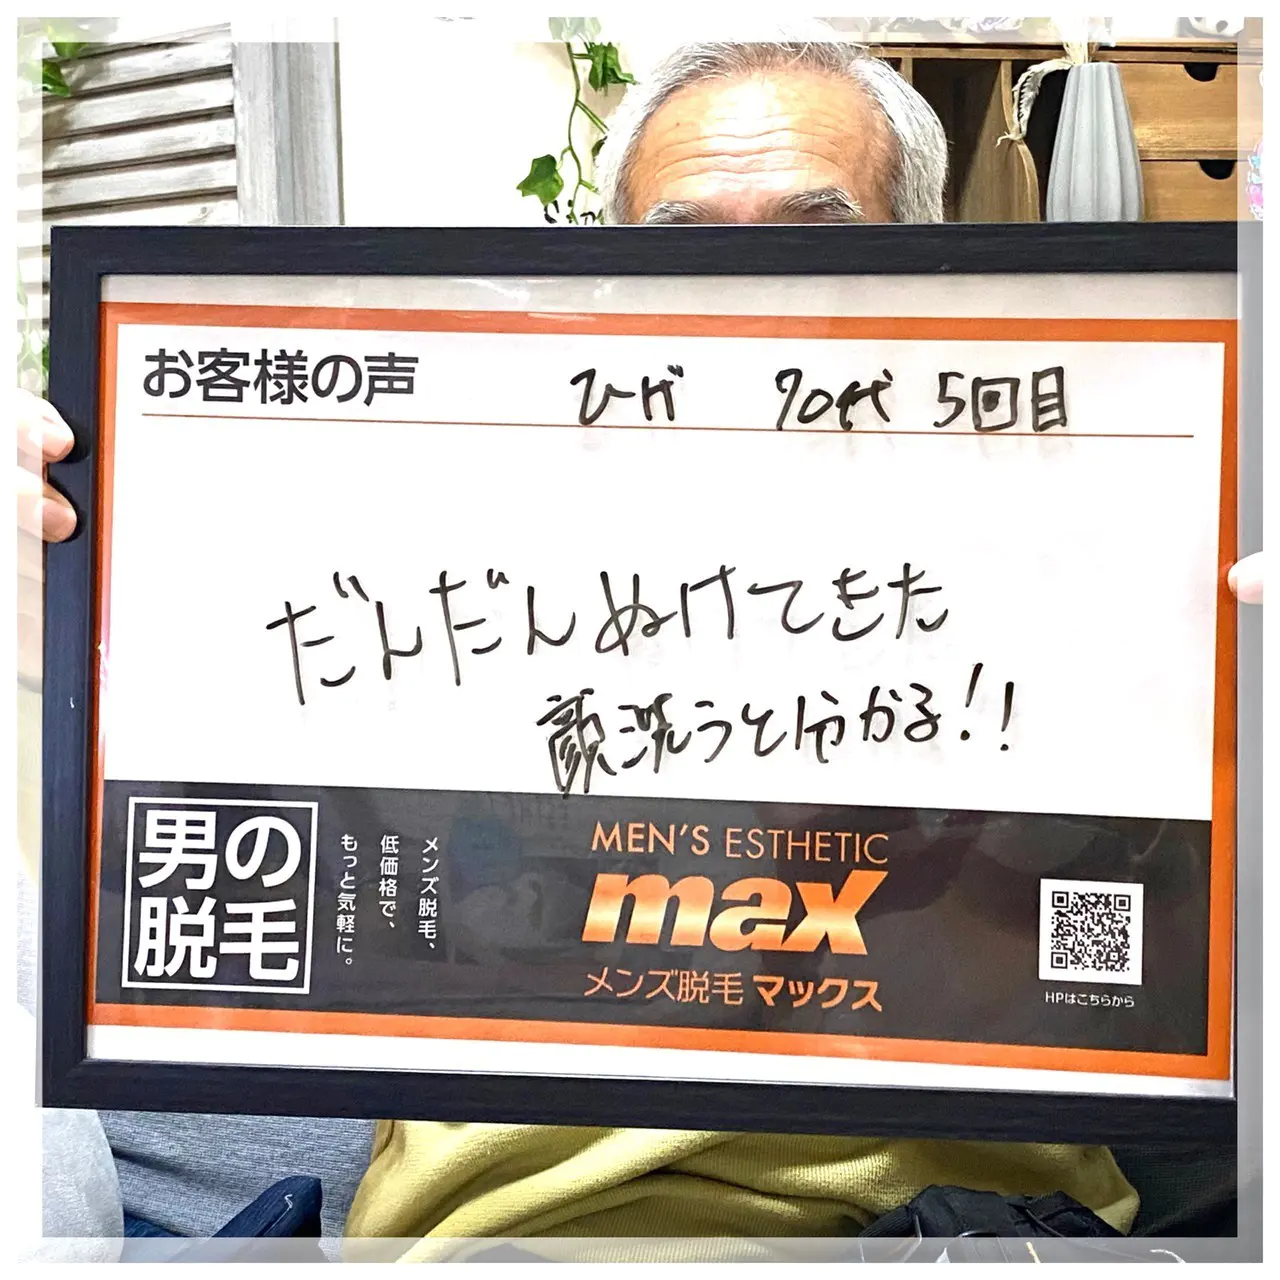 お客様の声
ひげ 70代 5回目
だんだんぬけてきた
顔洗うと分かる!!
男の
脱毛
メンズ脱毛、
低価格で、
もっと気軽に。
MEN'S ESTHETIC
max
メンズ脱毛 マックス
HPはこちらから